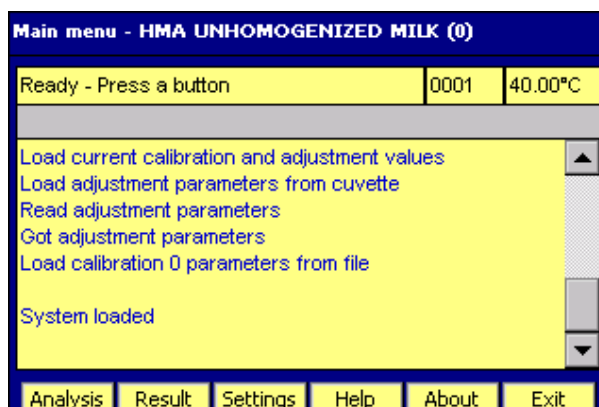 Main menu - HMA UNHOMOGENIZED MILK (0)
Ready - Press a button 0001 40.00°C
Load current calibration and adjustment values
Load adjustment parameters from cuvette
Read adjustment parameters
Got adjustment parameters
Load calibration 0 parameters from file
System loaded
Analysis Result Settings Help About Exit